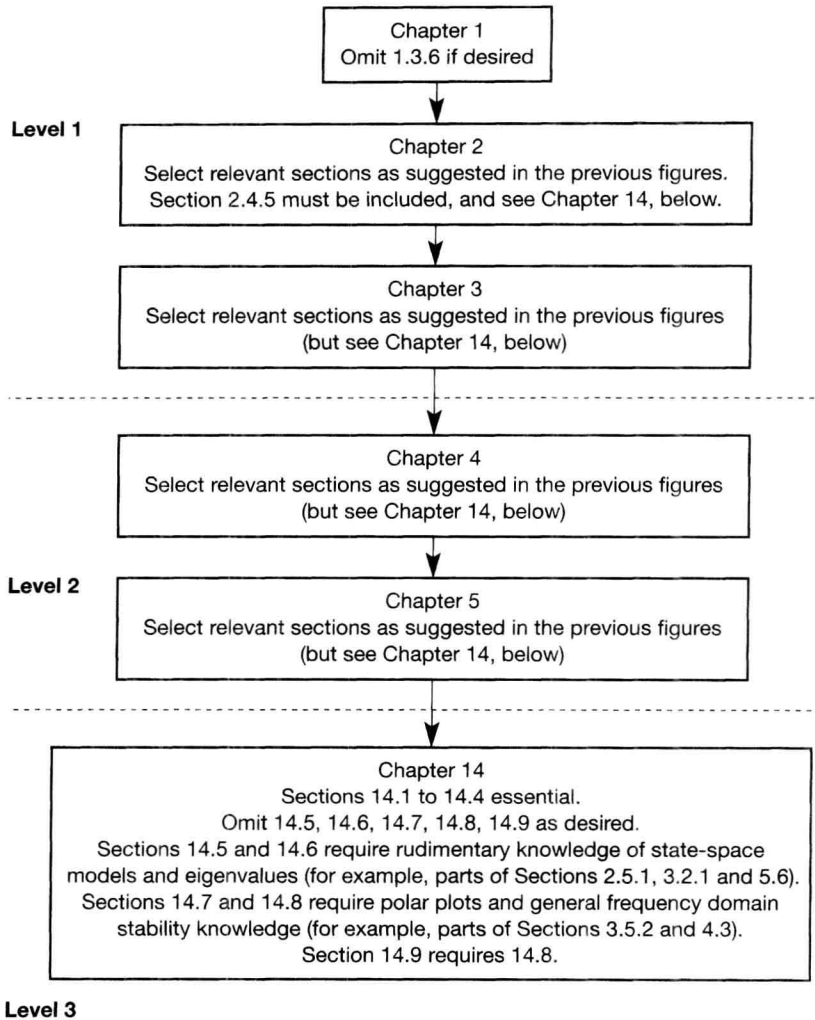 Chapter 1
Omit 1.3.6 if desired
Level 1
Chapter 2
Select relevant sections as suggested in the previous figures.
Section 2.4.5 must be included, and see Chapter 14, below.
Chapter 3
Select relevant sections as suggested in the previous figures
(but see Chapter 14, below)
Chapter 4
Select relevant sections as suggested in the previous figures
(but see Chapter 14, below)
Level 2
Chapter 5
Select relevant sections as suggested in the previous figures
(but see Chapter 14, below)
Chapter 14
Sections 14.1 to 14.4 essential.
Omit 14.5, 14.6, 14.7, 14.8, 14.9 as desired.
Sections 14.5 and 14.6 require rudimentary knowledge of state-space
models and eigenvalues (for example, parts of Sections 2.5.1, 3.2.1 and 5.6).
Sections 14.7 and 14.8 require polar plots and general frequency domain
stability knowledge (for example, parts of Sections 3.5.2 and 4.3).
Section 14.9 requires 14.8.
Level 3